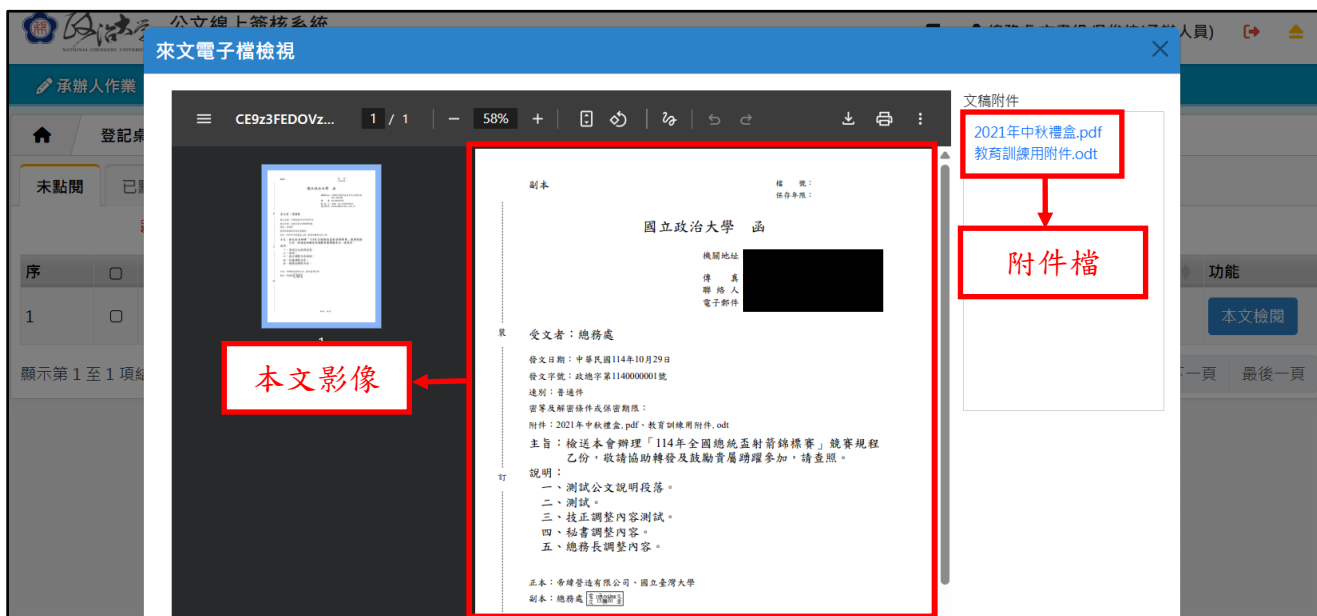 政治大學
NATIONAL CHENGCHI UNIVERSITY
公文線上簽核系統
人員)
承辦人作業
來文電子檔檢視
登記桌
未點閱
序
1
顯示第 1 至 1 項結
CE9z3FEDOVz...
1 / 1
58%
1
本文影像
副本
檔 號：
保存年限：
國立政治大學 函
機關地址
傳 真
聯 絡 人
電子郵件
受文者：總務處
發文日期：中華民國114年10月29日
發文字號：政總字第1140000001號
速別：普通件
密等及解密條件或保密期限：
附件：2021年中秋禮盒.pdf、教育訓練用附件.odt
主旨：檢送本會辦理「114年全國總統盃射箭錦標賽」競賽規程
乙份，敬請協助轉發及鼓勵貴屬踴躍參加，請查照。
說明：
一、測試公文說明段落。
二、測試。
三、技正調整內容測試。
四、秘書調整內容。
五、總務長調整內容。
正本：帝緯營造有限公司、國立臺灣大學
副本：總務處
裝
訂
文稿附件
2021年中秋禮盒.pdf
教育訓練用附件.odt
附件檔
功能
本文檢閱
一頁
最後一頁